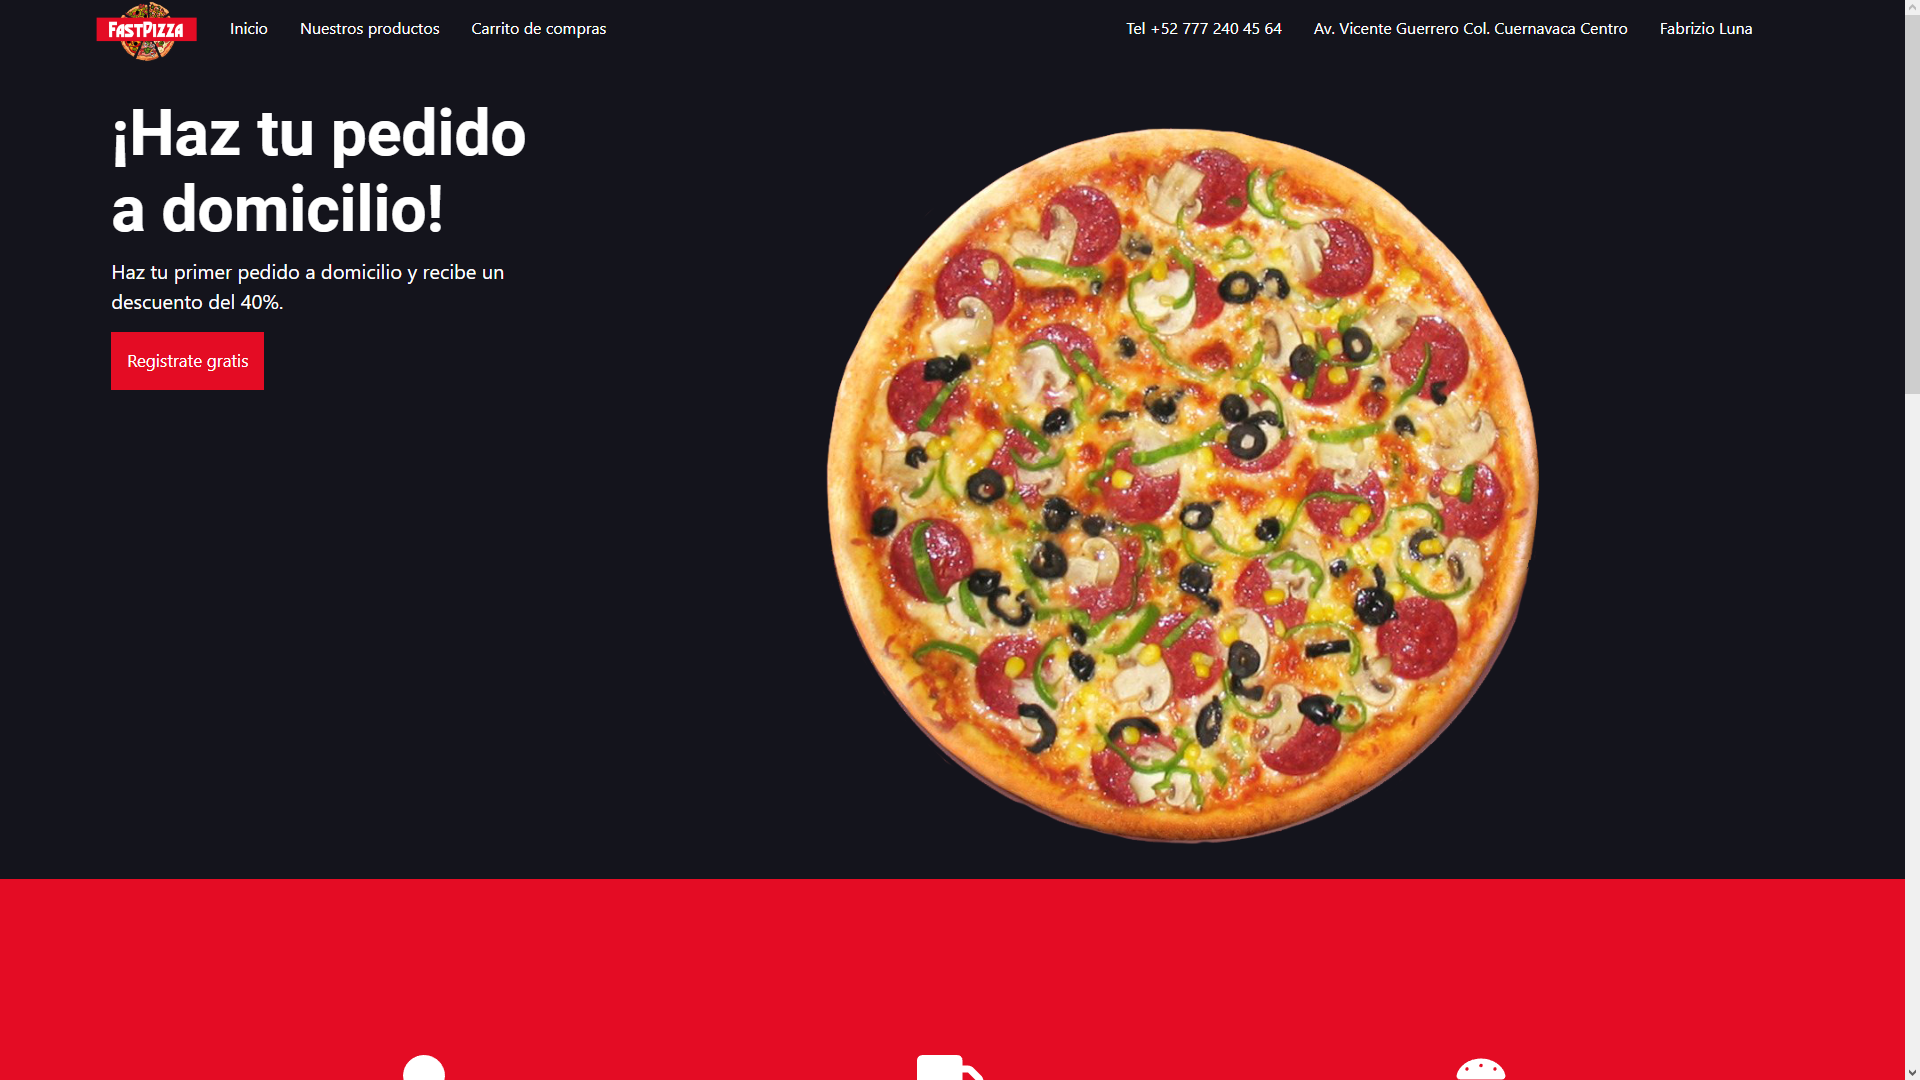 FASTPIZZA
Inicio
Nuestros productos
Carrito de compras
Tel +52 777 240 45 64
Av. Vicente Guerrero Col. Cuernavaca Centro
Fabrizio Luna
¡Haz tu pedido
a domicilio!
Haz tu primer pedido a domicilio y recibe un
descuento del 40%.
Registrate gratis